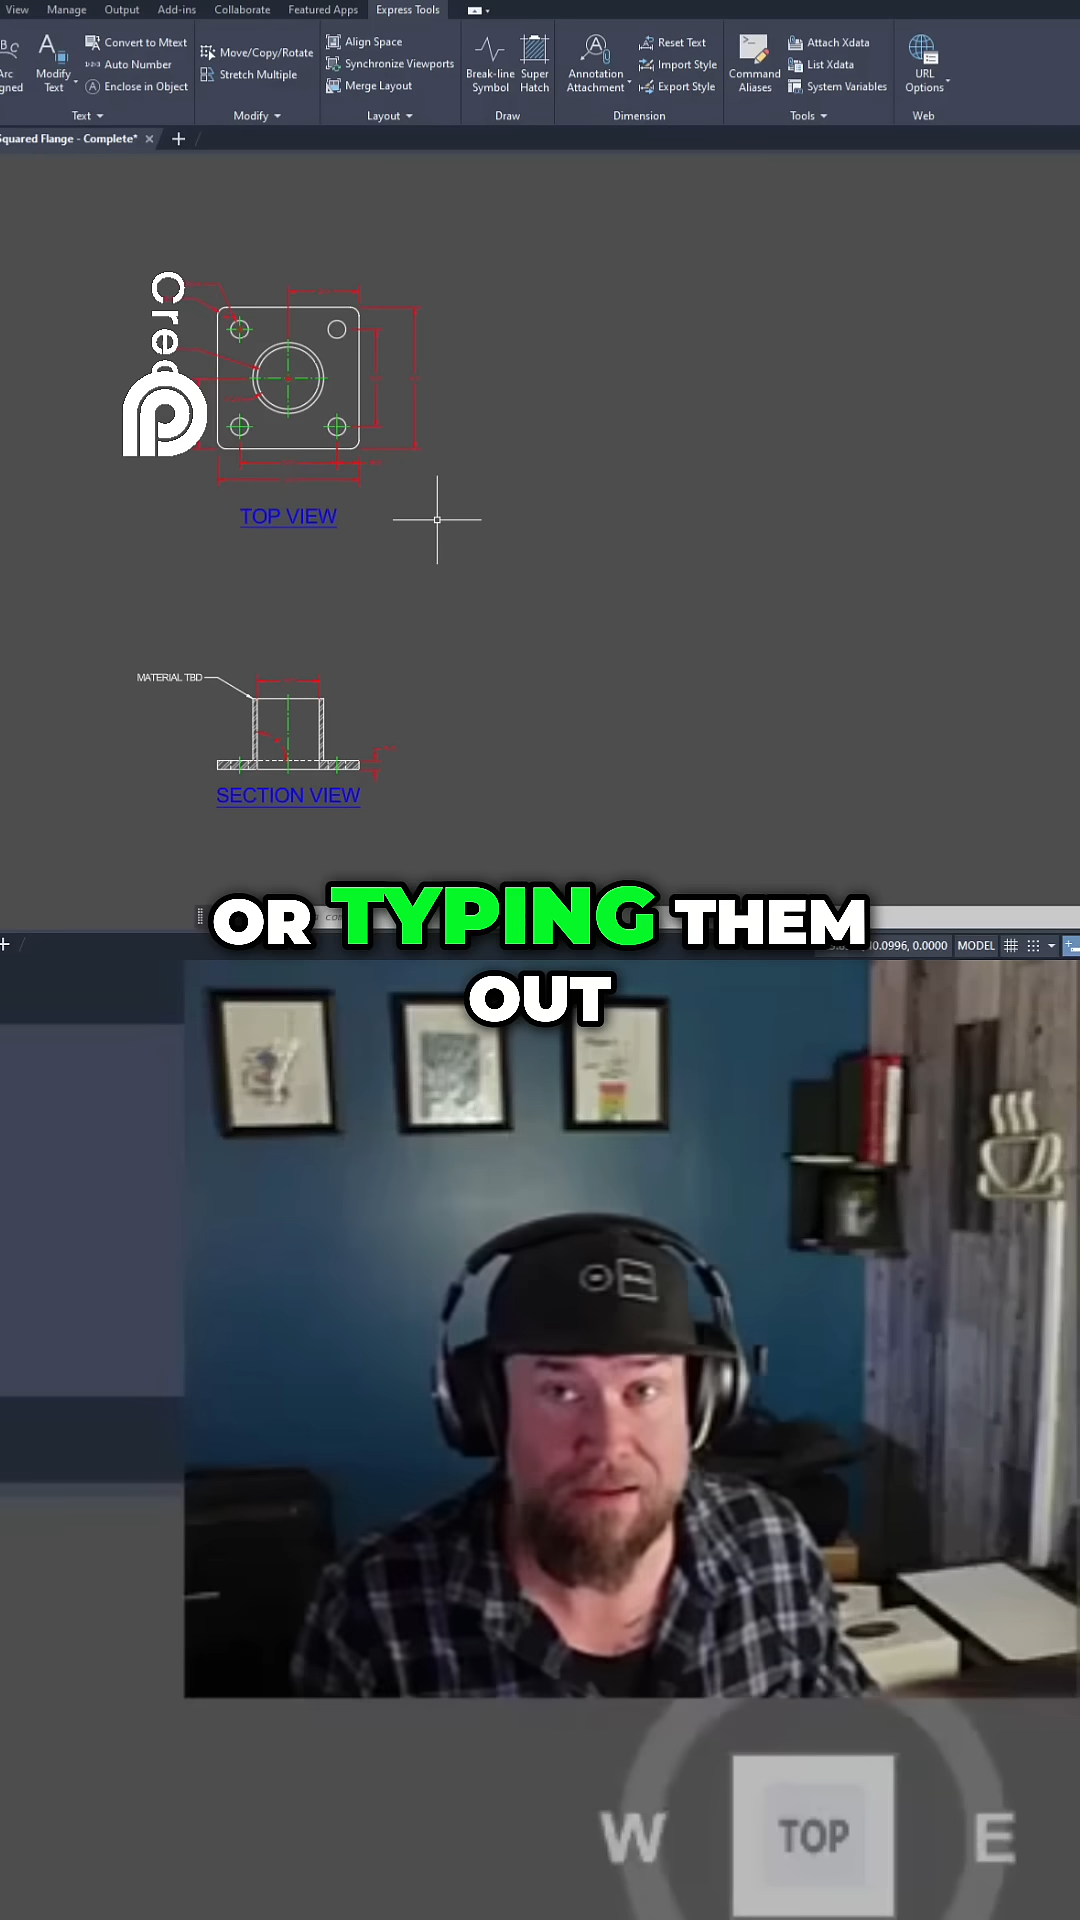 View Manage Output Add-ins Collaborate Featured Apps Express Tools
Modify Text
Convert to Mtext
Auto Number
Enclose in Object
Text
Move/Copy/Rotate
Stretch Multiple
Modify
Align Space
Synchronize Viewports
Merge Layout
Layout
Break-line Symbol
Super Hatch
Draw
Annotation Attachment
Reset Text
Import Style
Export Style
Dimension
Command Aliases
Attach Xdata
List Xdata
System Variables
Tools
URL Options
Web
Squared Flange - Complete*
TOP VIEW
MATERIAL TBD
SECTION VIEW
OR TYPING THEM
OUT
0.0996, 0.0000 MODEL
W TOP E